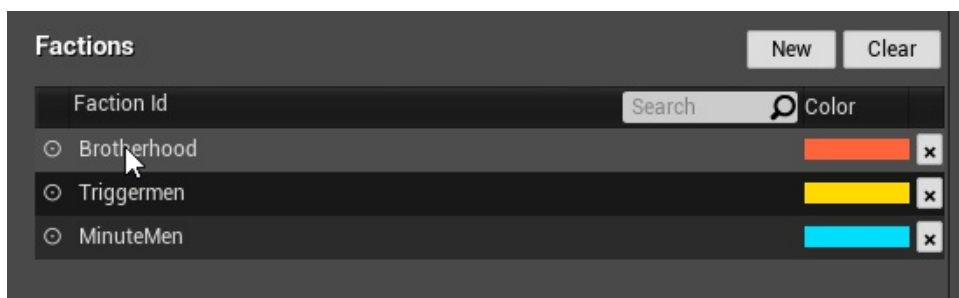 Factions New Clear
Faction Id Search Color
Brotherhood ×
Triggermen ×
MinuteMen ×